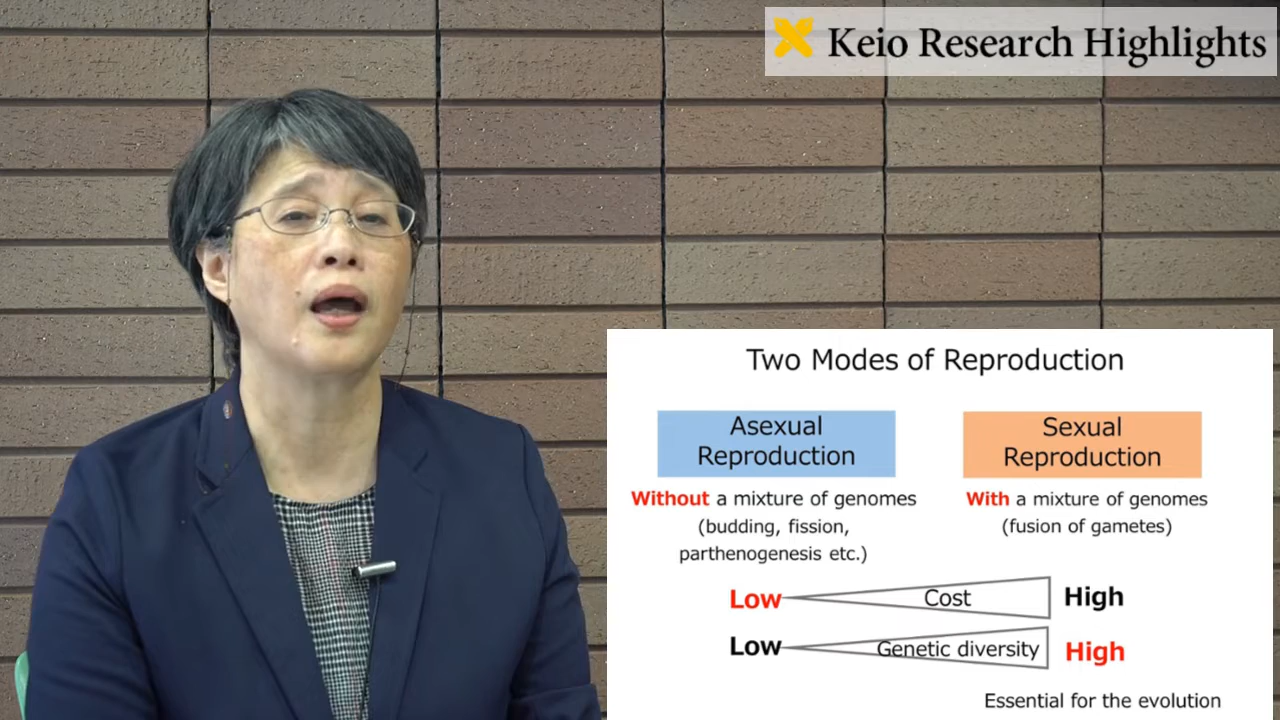 Keio Research Highlights
Two Modes of Reproduction
Asexual
Reproduction
Sexual
Reproduction
Without a mixture of genomes
(budding, fission,
parthenogenesis etc.)
With a mixture of genomes
(fusion of gametes)
Low Cost High
Low Genetic diversity High
Essential for the evolution